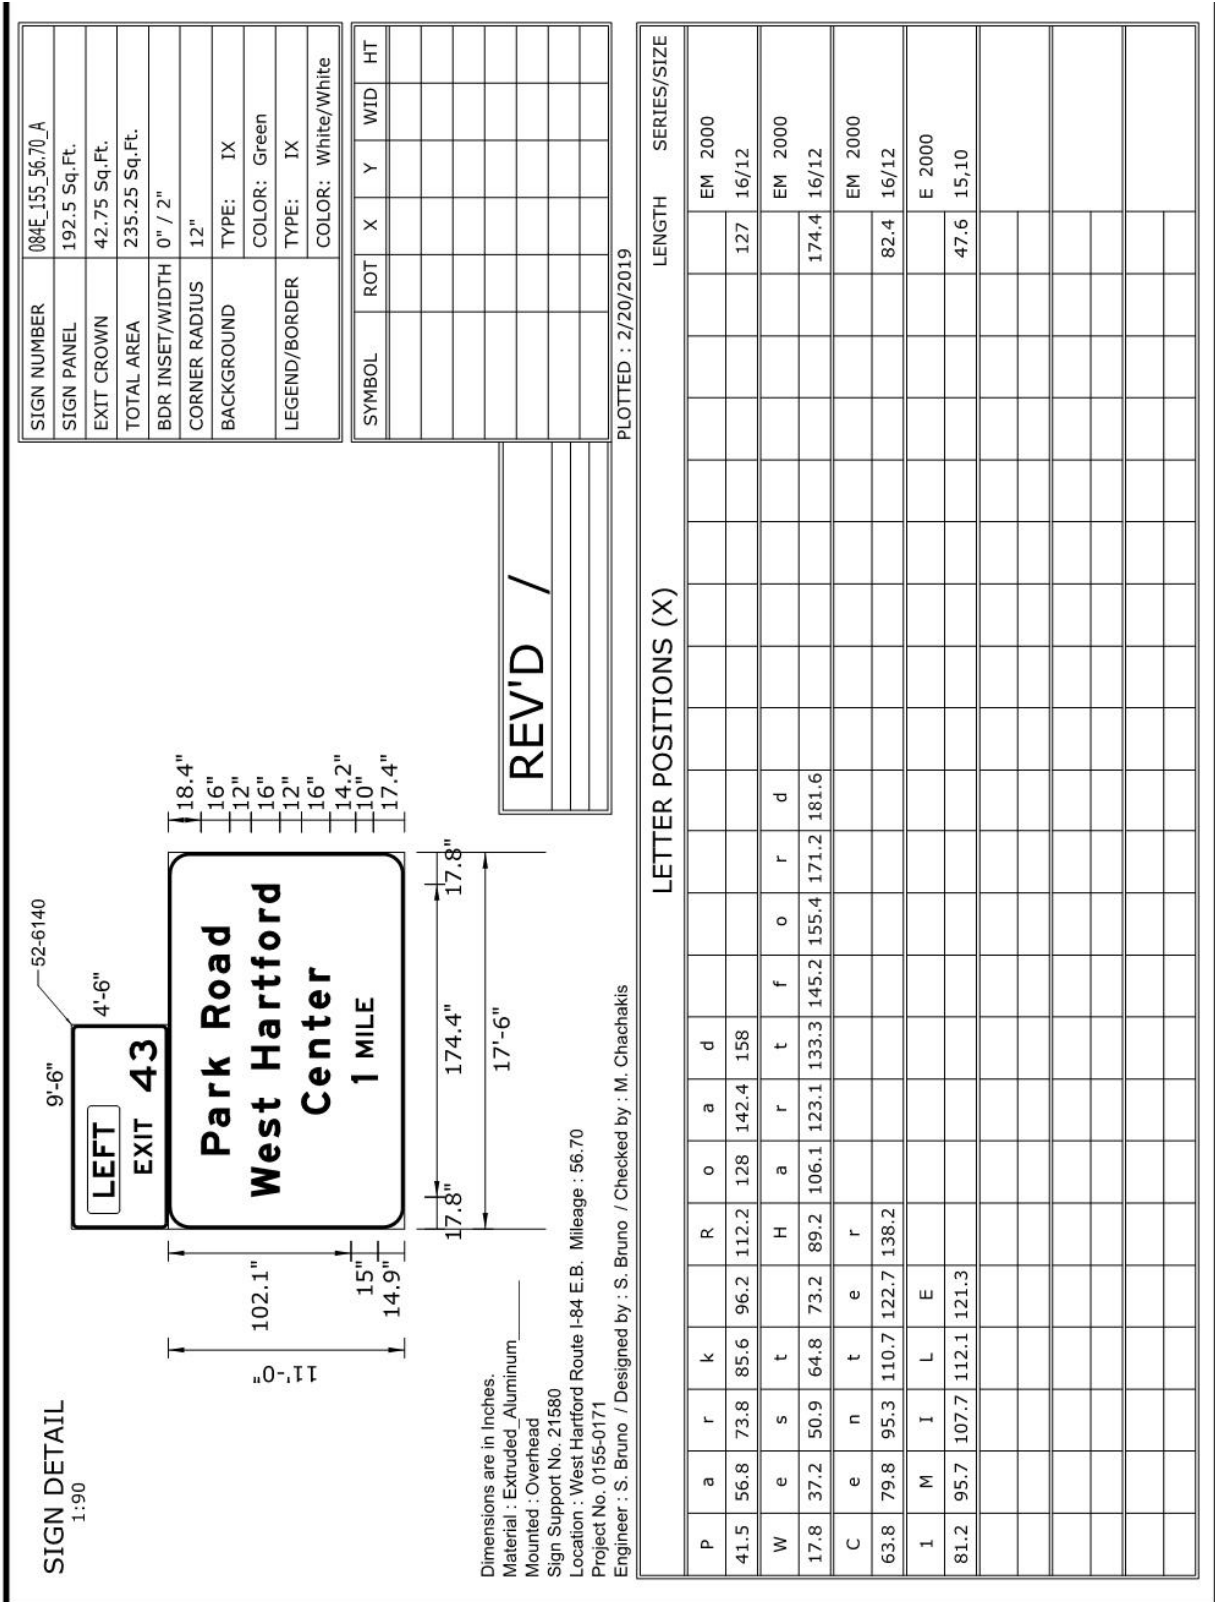 SIGN DETAIL
1:90
9'-6"
52-6140
4'-6"
LEFT
EXIT 43
Park Road
West Hartford
Center
1 MILE
11'-0"
102.1"
15"
14.9"
18.4"
16"
12"
16"
12"
16"
14.2"
10"
17.4"
17.8" 174.4" 17.8"
17'-6"
SIGN NUMBER 084E_155_56.70_A
SIGN PANEL 192.5 Sq.Ft.
EXIT CROWN 42.75 Sq.Ft.
TOTAL AREA 235.25 Sq.Ft.
BDR INSET/WIDTH 0" / 2"
CORNER RADIUS 12"
BACKGROUND TYPE: IX
COLOR: Green
LEGEND/BORDER TYPE: IX
COLOR: White/White
SYMBOL ROT X Y WID HT
REV'D /
Dimensions are in Inches.
Material : Extruded_Aluminum
Mounted : Overhead
Sign Support No. 21580
Location : West Hartford Route I-84 E.B. Mileage : 56.70
Project No. 0155-0171
Engineer : S. Bruno / Designed by : S. Bruno / Checked by : M. Chachakis
PLOTTED : 2/20/2019
LETTER POSITIONS (X) LENGTH SERIES/SIZE
P a r k R o a d EM 2000
41.5 56.8 73.8 85.6 96.2 112.2 128 142.4 158 127 16/12
W e s t H a r t f o r d EM 2000
17.8 37.2 50.9 64.8 73.2 89.2 106.1 123.1 133.3 145.2 155.4 171.2 181.6 174.4 16/12
C e n t e r EM 2000
63.8 79.8 95.3 110.7 122.7 138.2 82.4 16/12
1 M I L E E 2000
81.2 95.7 107.7 112.1 121.3 47.6 15,10